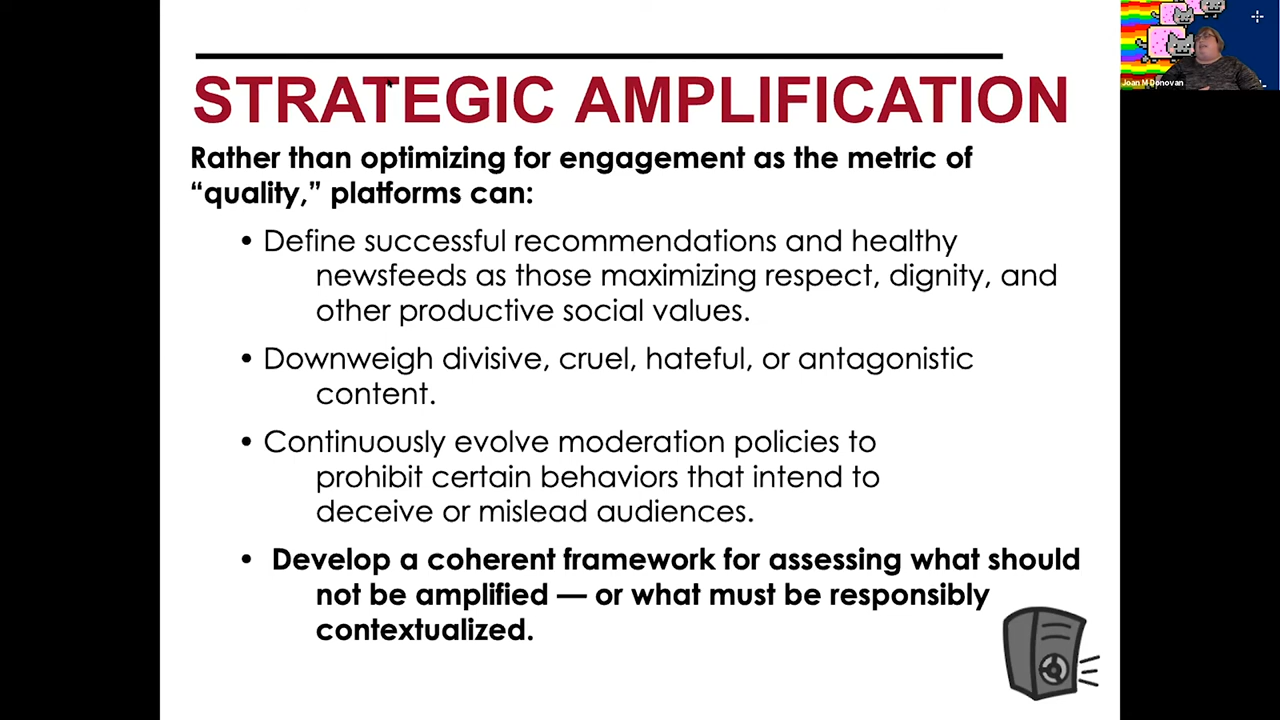 STRATEGIC AMPLIFICATION
Rather than optimizing for engagement as the metric of
“quality,” platforms can:
• Define successful recommendations and healthy
newsfeeds as those maximizing respect, dignity, and
other productive social values.
• Downweigh divisive, cruel, hateful, or antagonistic
content.
• Continuously evolve moderation policies to
prohibit certain behaviors that intend to
deceive or mislead audiences.
• Develop a coherent framework for assessing what should
not be amplified — or what must be responsibly
contextualized.
Joan M Donovan